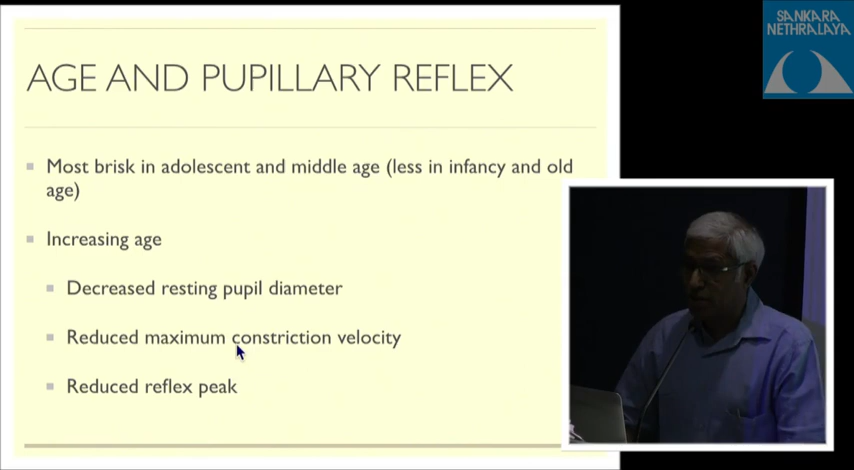 SANKARA
NETHRALAYA
AGE AND PUPILLARY REFLEX
Most brisk in adolescent and middle age (less in infancy and old
age)
Increasing age
Decreased resting pupil diameter
Reduced maximum constriction velocity
Reduced reflex peak